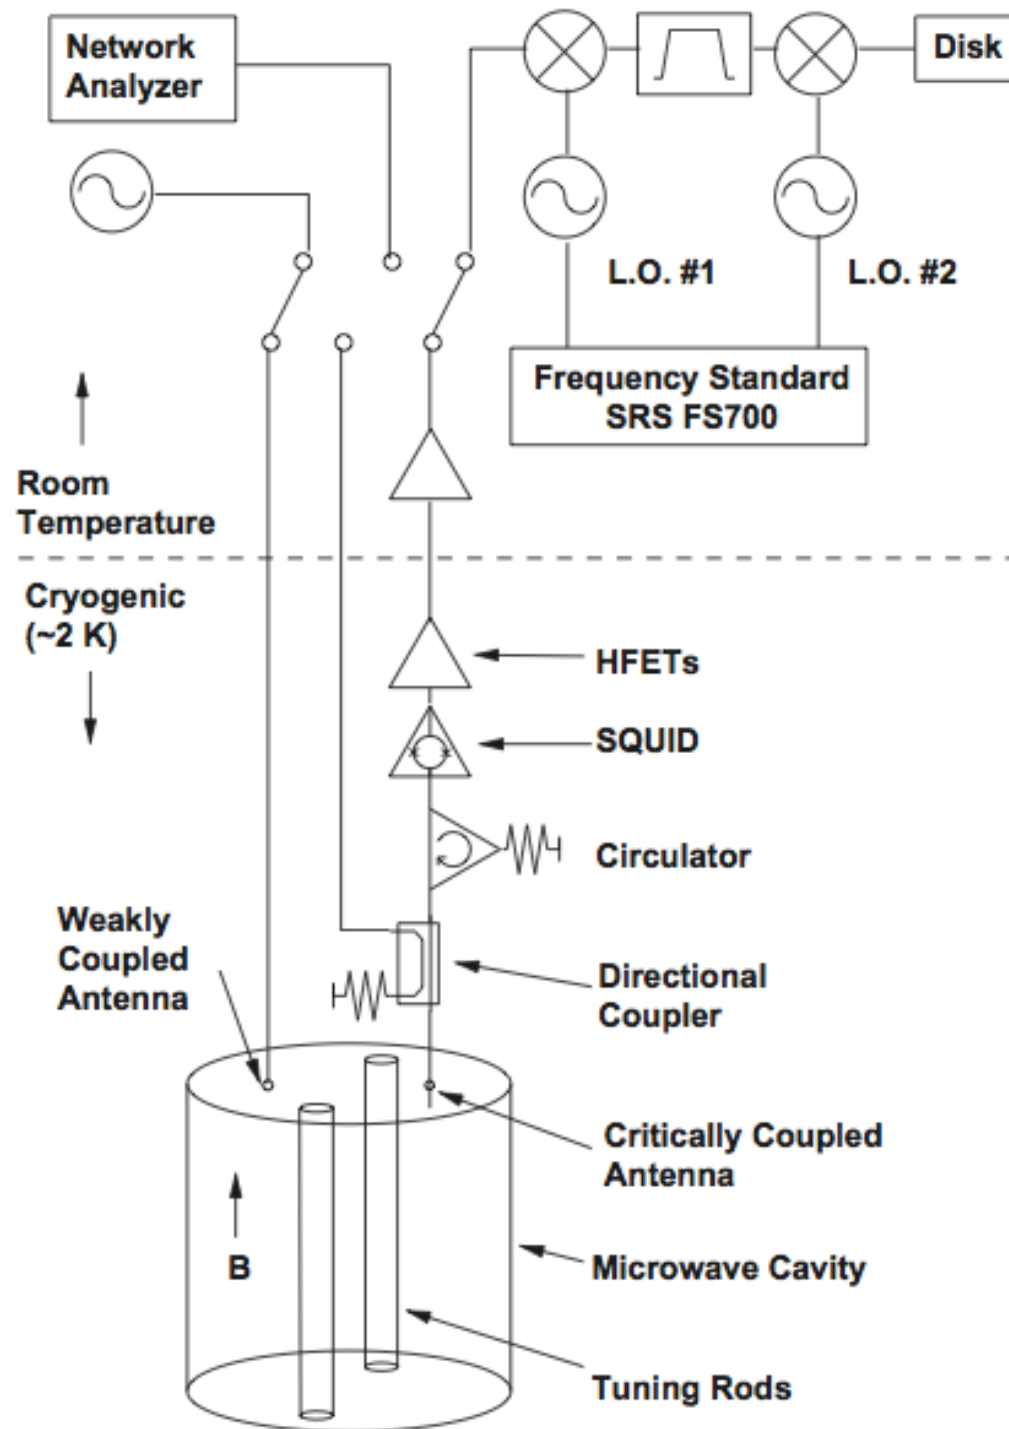 Network
Analyzer
Disk
L.O. #1
L.O. #2
Frequency Standard
SRS FS700
Room
Temperature
Cryogenic
(~2 K)
HFETs
SQUID
Circulator
Weakly
Coupled
Antenna
Directional
Coupler
Critically Coupled
Antenna
B
Microwave Cavity
Tuning Rods